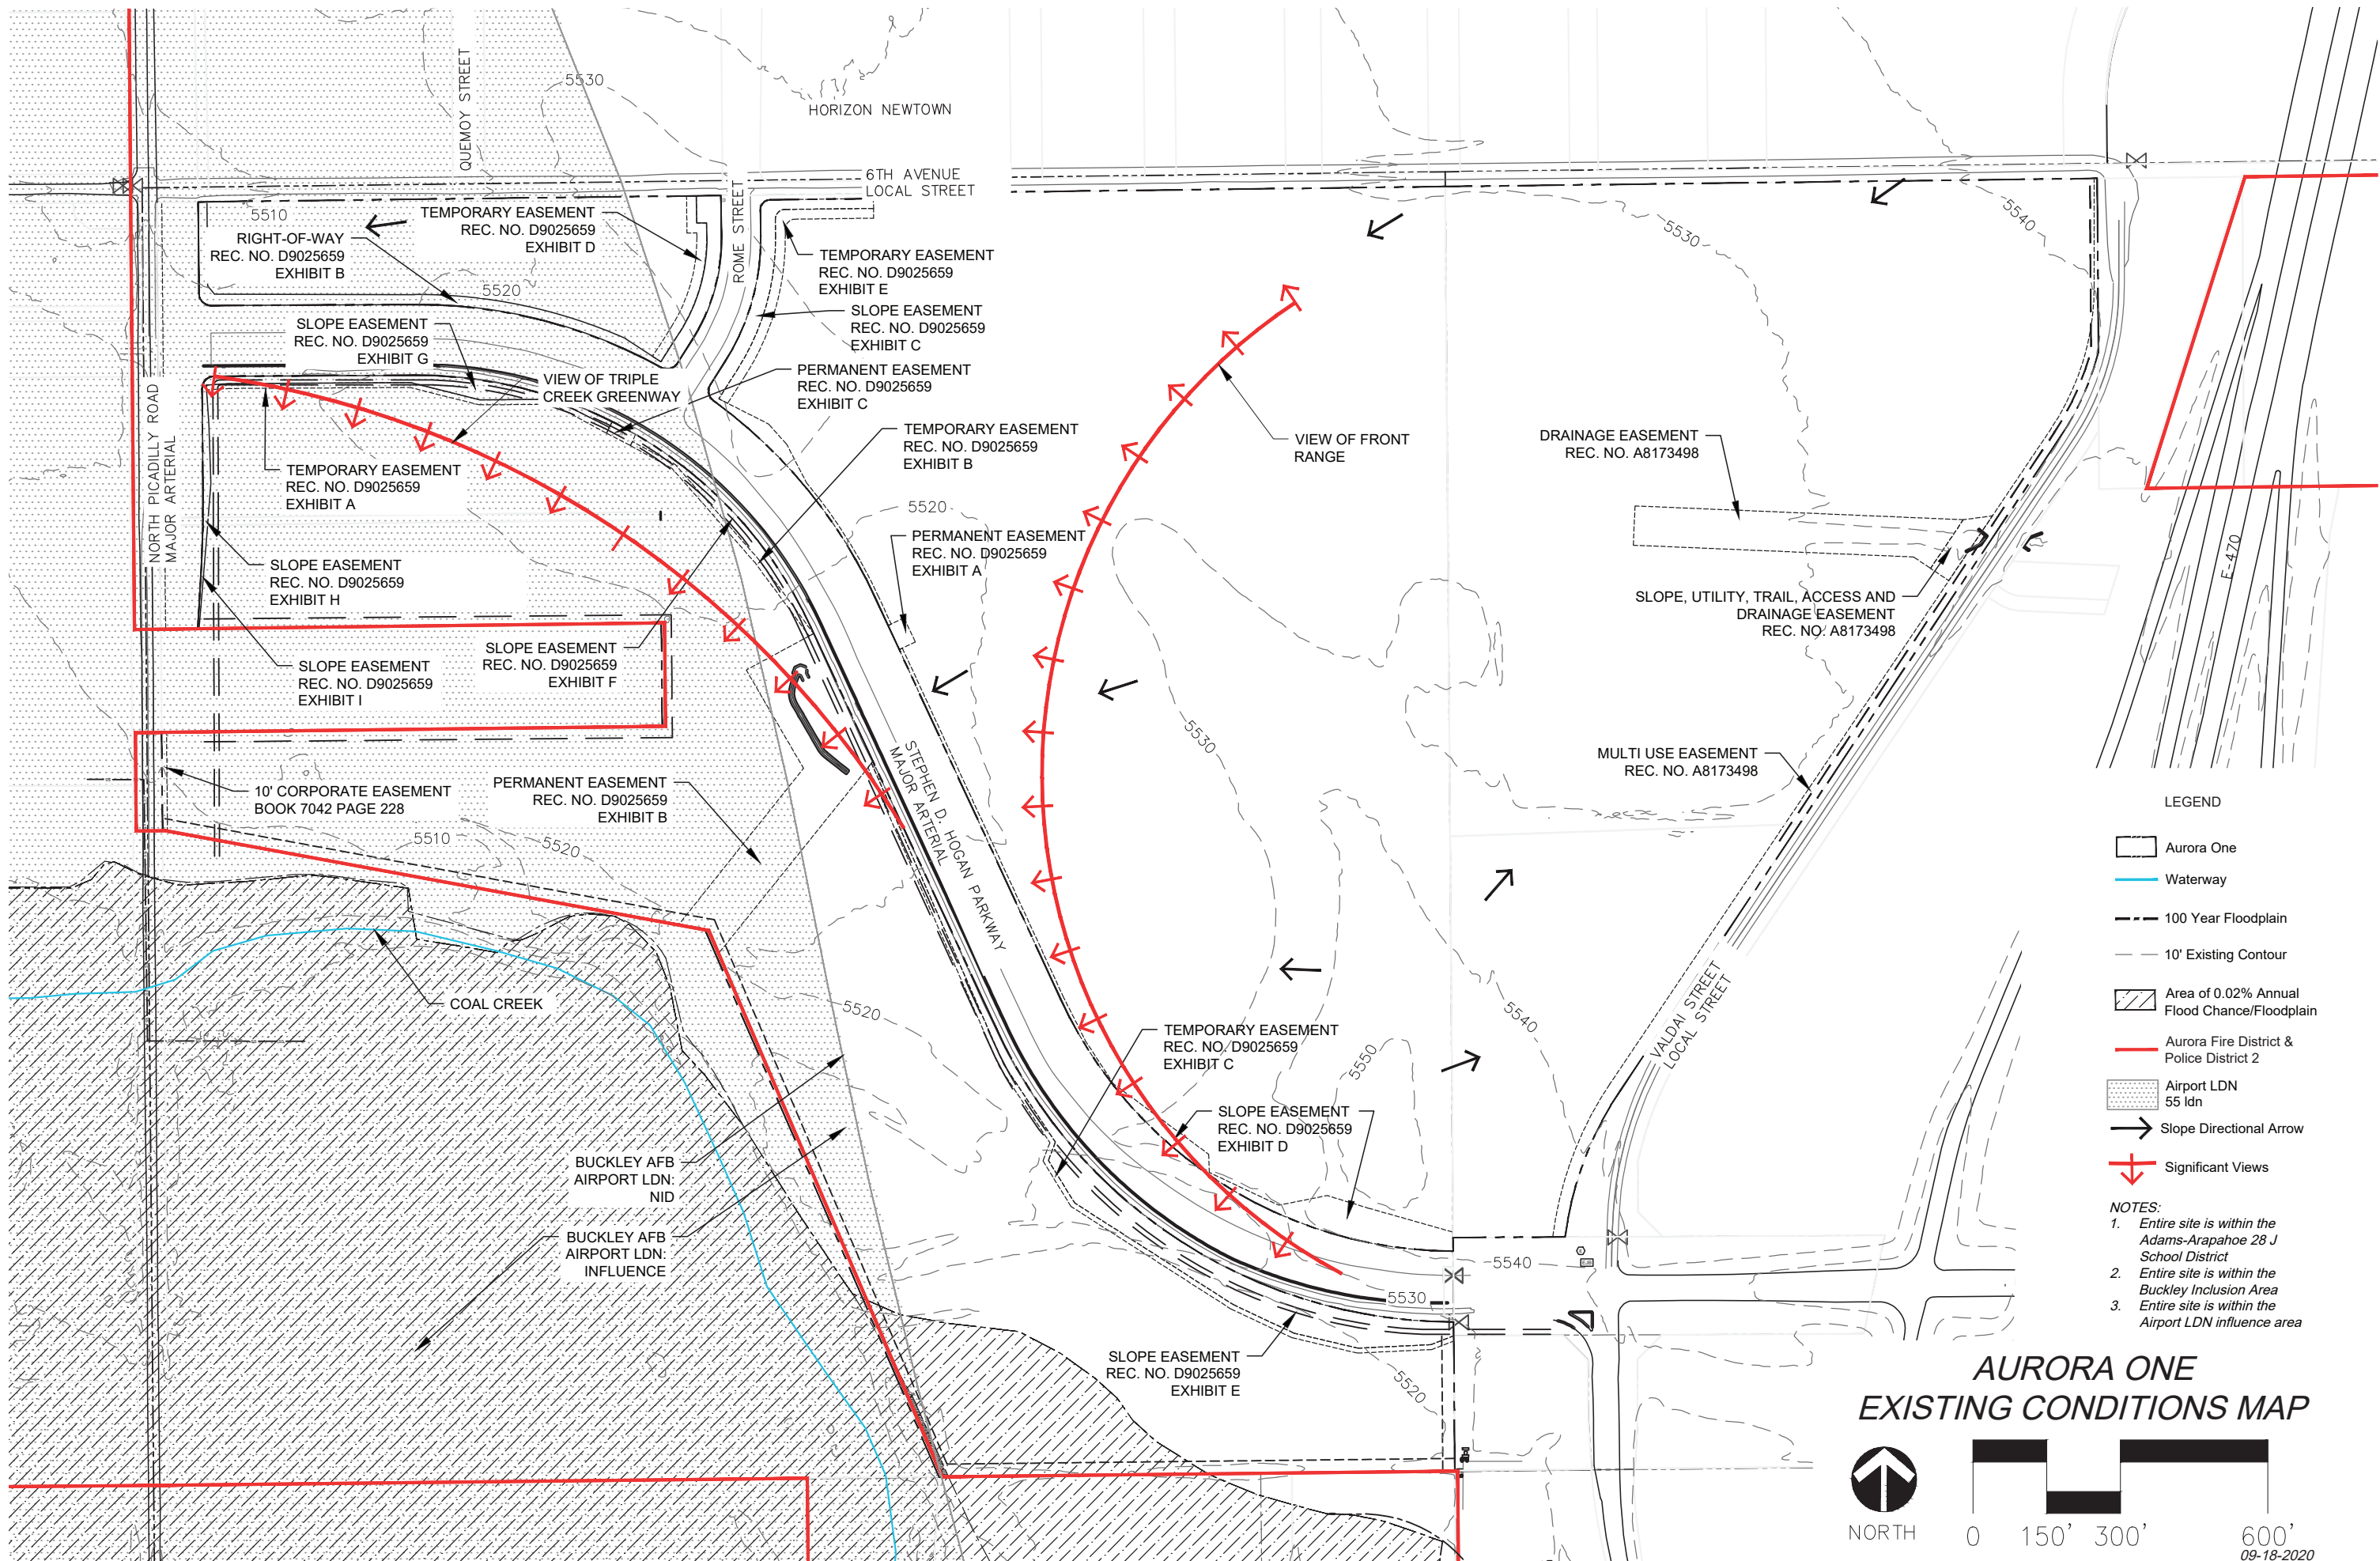 QUEMOY STREET
5530
HORIZON NEWTOWN
6TH AVENUE
LOCAL STREET
ROME STREET
5510
RIGHT-OF-WAY
REC. NO. D9025659
EXHIBIT B
TEMPORARY EASEMENT
REC. NO. D9025659
EXHIBIT D
TEMPORARY EASEMENT
REC. NO. D9025659
EXHIBIT E
5530
5540
5520
SLOPE EASEMENT
REC. NO. D9025659
EXHIBIT C
SLOPE EASEMENT
REC. NO. D9025659
EXHIBIT G
VIEW OF TRIPLE
CREEK GREENWAY
PERMANENT EASEMENT
REC. NO. D9025659
EXHIBIT C
NORTH PICADILLY ROAD
MAJOR ARTERIAL
TEMPORARY EASEMENT
REC. NO. D9025659
EXHIBIT A
TEMPORARY EASEMENT
REC. NO. D9025659
EXHIBIT B
VIEW OF FRONT
RANGE
DRAINAGE EASEMENT
REC. NO. A8173498
5520
PERMANENT EASEMENT
REC. NO. D9025659
EXHIBIT A
E-470
SLOPE EASEMENT
REC. NO. D9025659
EXHIBIT H
SLOPE, UTILITY, TRAIL, ACCESS AND
DRAINAGE EASEMENT
REC. NO. A8173498
SLOPE EASEMENT
REC. NO. D9025659
EXHIBIT I
SLOPE EASEMENT
REC. NO. D9025659
EXHIBIT F
5530
STEPHEN D. HOGAN PARKWAY
MAJOR ARTERIAL
MULTI USE EASEMENT
REC. NO. A8173498
10' CORPORATE EASEMENT
BOOK 7042 PAGE 228
PERMANENT EASEMENT
REC. NO. D9025659
EXHIBIT B
5510
5520
COAL CREEK
5520
5540
VALDAI STREET
LOCAL STREET
TEMPORARY EASEMENT
REC. NO. D9025659
EXHIBIT C
5550
SLOPE EASEMENT
REC. NO. D9025659
EXHIBIT D
BUCKLEY AFB
AIRPORT LDN:
NID
BUCKLEY AFB
AIRPORT LDN:
INFLUENCE
5540
5530
SLOPE EASEMENT
REC. NO. D9025659
EXHIBIT E
5520
LEGEND
Aurora One
Waterway
100 Year Floodplain
10' Existing Contour
Area of 0.02% Annual
Flood Chance/Floodplain
Aurora Fire District &
Police District 2
Airport LDN
55 ldn
Slope Directional Arrow
Significant Views
NOTES:
1. Entire site is within the
Adams-Arapahoe 28 J
School District
2. Entire site is within the
Buckley Inclusion Area
3. Entire site is within the
Airport LDN influence area
AURORA ONE
EXISTING CONDITIONS MAP
NORTH
0 150' 300' 600'
09-18-2020